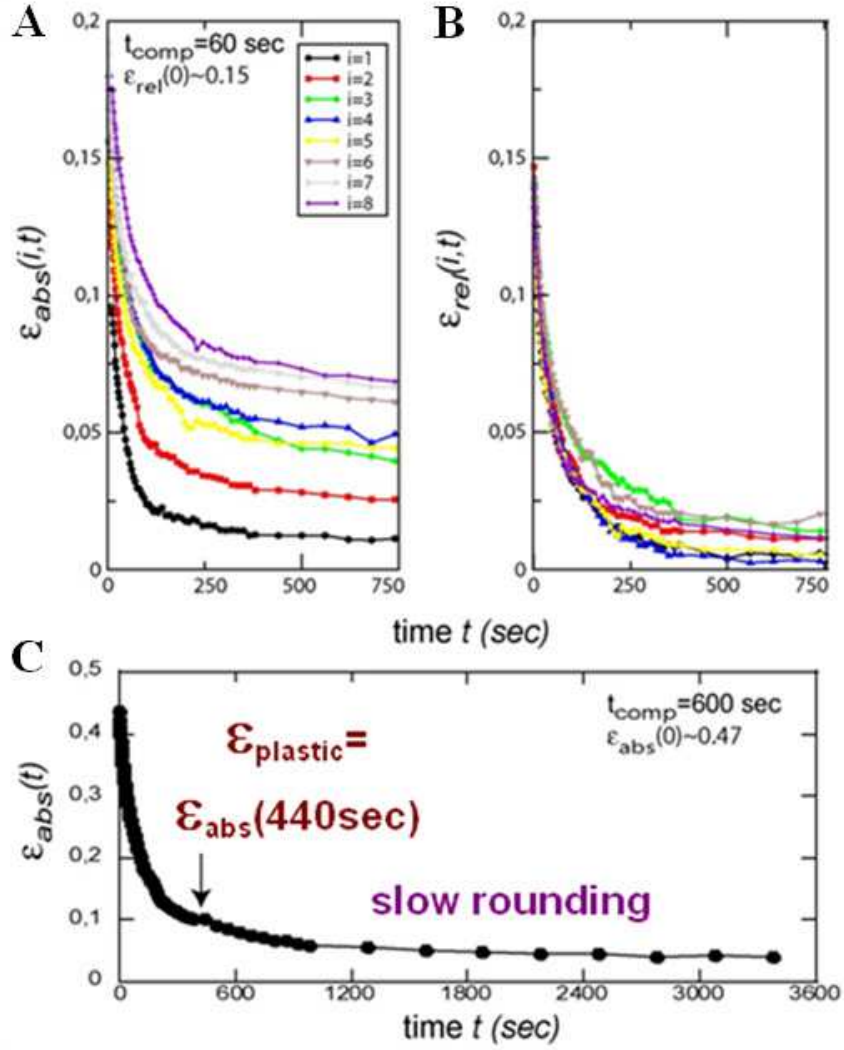 A
B
t_comp=60 sec
ε_rel(0)~0.15
i=1
i=2
i=3
i=4
i=5
i=6
i=7
i=8
0,2
0,15
0,1
0,05
0
ε_abs(i,t)
0
250
500
750
0,2
0,15
0,1
0,05
0
ε_rel(i,t)
0
250
500
750
time t (sec)
C
0,5
0,4
0,3
0,2
0,1
0
ε_abs(t)
t_comp=600 sec
ε_abs(0)~0.47
ε_plastic=
ε_abs(440sec)
slow rounding
0
600
1200
1800
2400
3000
3600
time t (sec)